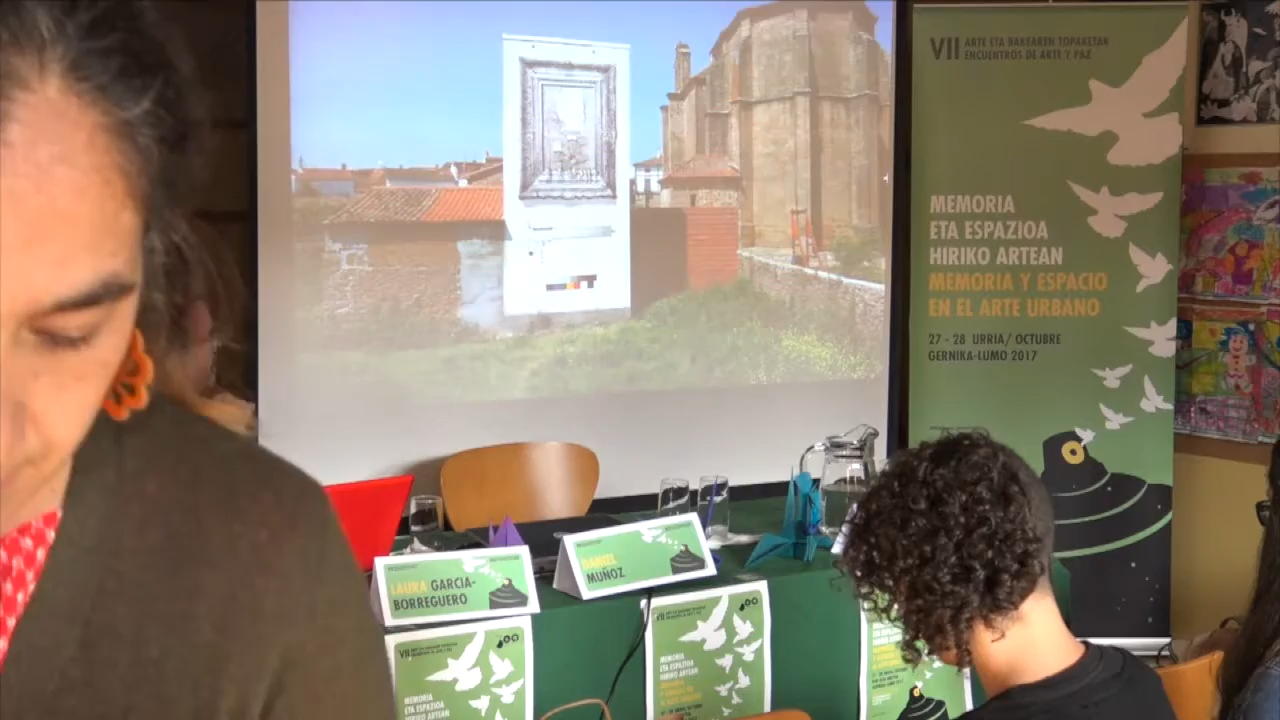 VII ARTE ETA BAKEAREN TOPAKETAK
ENCUENTROS DE ARTE Y PAZ
MEMORIA
ETA ESPAZIOA
HIRIKO ARTEAN
MEMORIA Y ESPACIO
EN EL ARTE URBANO
27 - 28 URRIA/ OCTUBRE
GERNIKA-LUMO 2017
LAURA GARCIA-
BORREGUERO
DANIEL
MUÑOZ
VII
MEMORIA
ETA ESPAZIOA
HIRIKO ARTEAN
VII
MEMORIA
ETA ESPAZIOA
HIRIKO ARTEAN